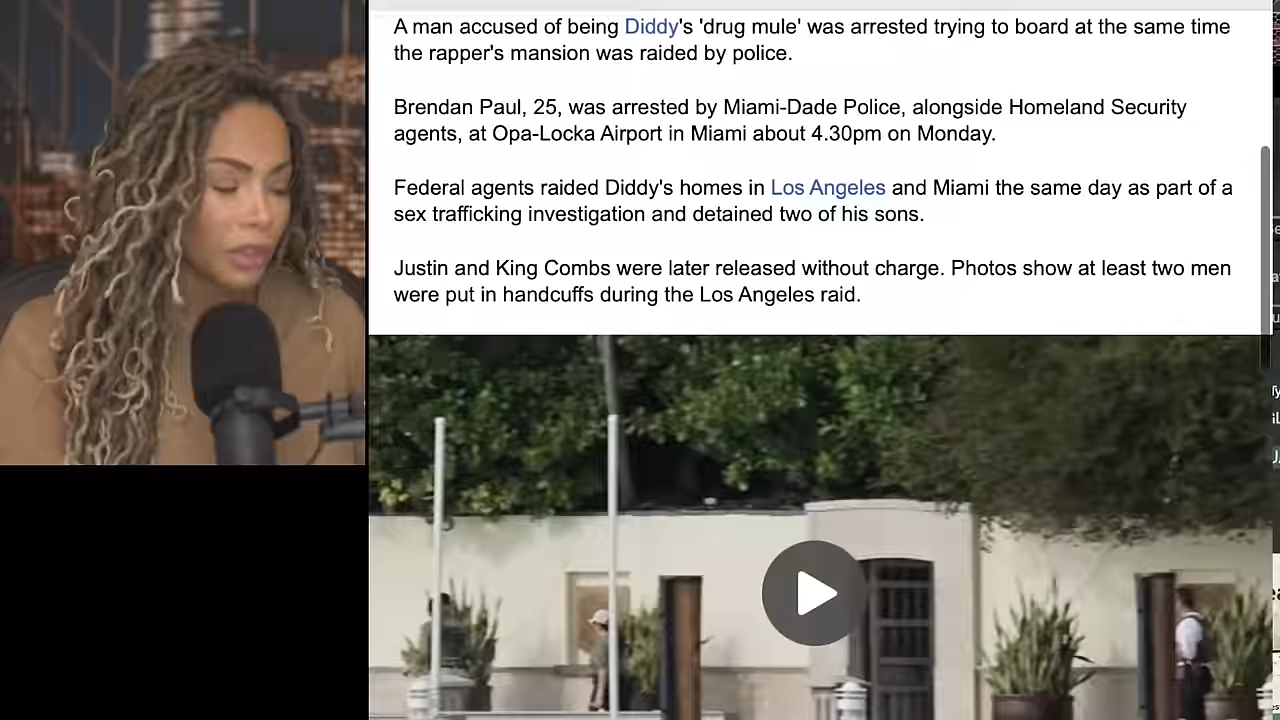 A man accused of being Diddy's 'drug mule' was arrested trying to board at the same time
the rapper's mansion was raided by police.
Brendan Paul, 25, was arrested by Miami-Dade Police, alongside Homeland Security
agents, at Opa-Locka Airport in Miami about 4.30pm on Monday.
Federal agents raided Diddy's homes in Los Angeles and Miami the same day as part of a
sex trafficking investigation and detained two of his sons.
Justin and King Combs were later released without charge. Photos show at least two men
were put in handcuffs during the Los Angeles raid.